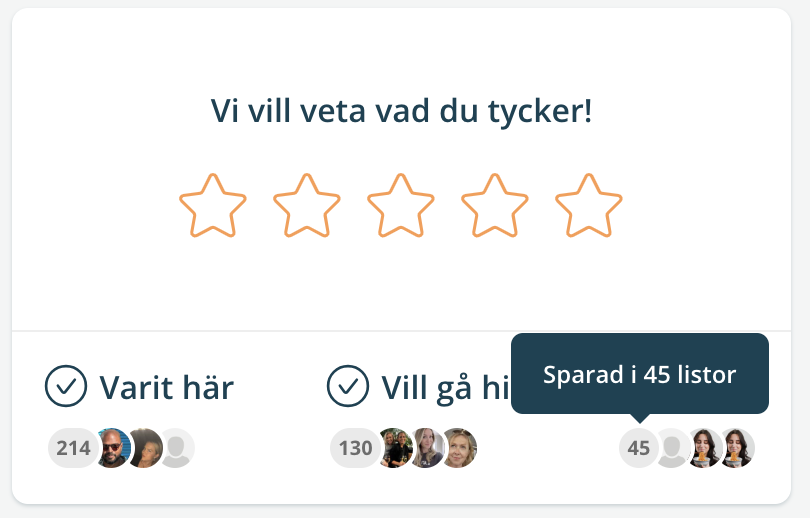 Vi vill veta vad du tycker!
Sparad i 45 listor
Varit här
Vill gå hi
214
130
45